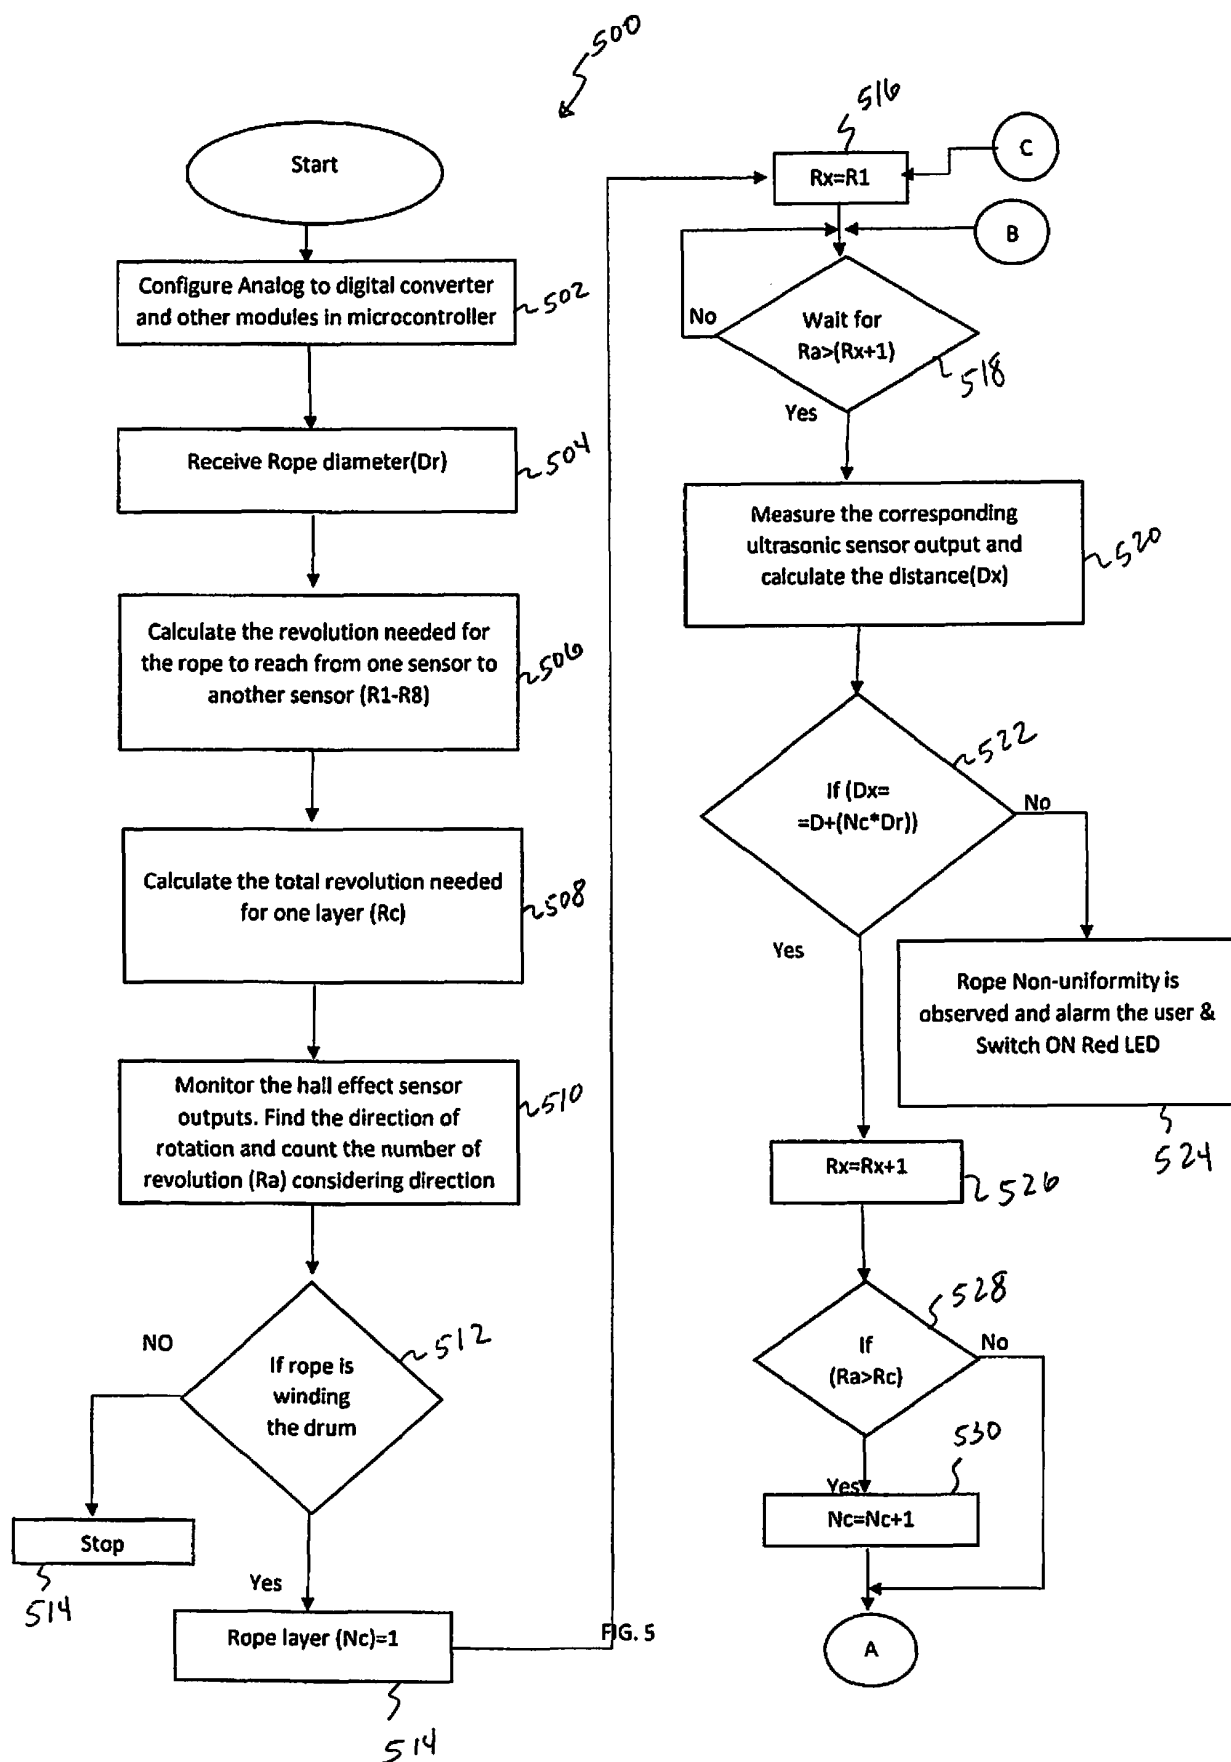 500
Start
Configure Analog to digital converter
and other modules in microcontroller
502
Receive Rope diameter(Dr)
504
Calculate the revolution needed for
the rope to reach from one sensor to
another sensor (R1-R8)
506
Calculate the total revolution needed
for one layer (Rc)
508
Monitor the hall effect sensor
outputs. Find the direction of
rotation and count the number of
revolution (Ra) considering direction
510
NO
If rope is
winding
the drum
512
Stop
514
Yes
Rope layer (Nc)=1
514
516
Rx=R1
C
B
No
Wait for
Ra>(Rx+1)
518
Yes
Measure the corresponding
ultrasonic sensor output and
calculate the distance(Dx)
520
If (Dx=
=D+(Nc*Dr))
522
No
Yes
Rope Non-uniformity is
observed and alarm the user &
Switch ON Red LED
524
Rx=Rx+1
526
If
(Ra>Rc)
528
No
Yes
530
Nc=Nc+1
A
FIG. 5